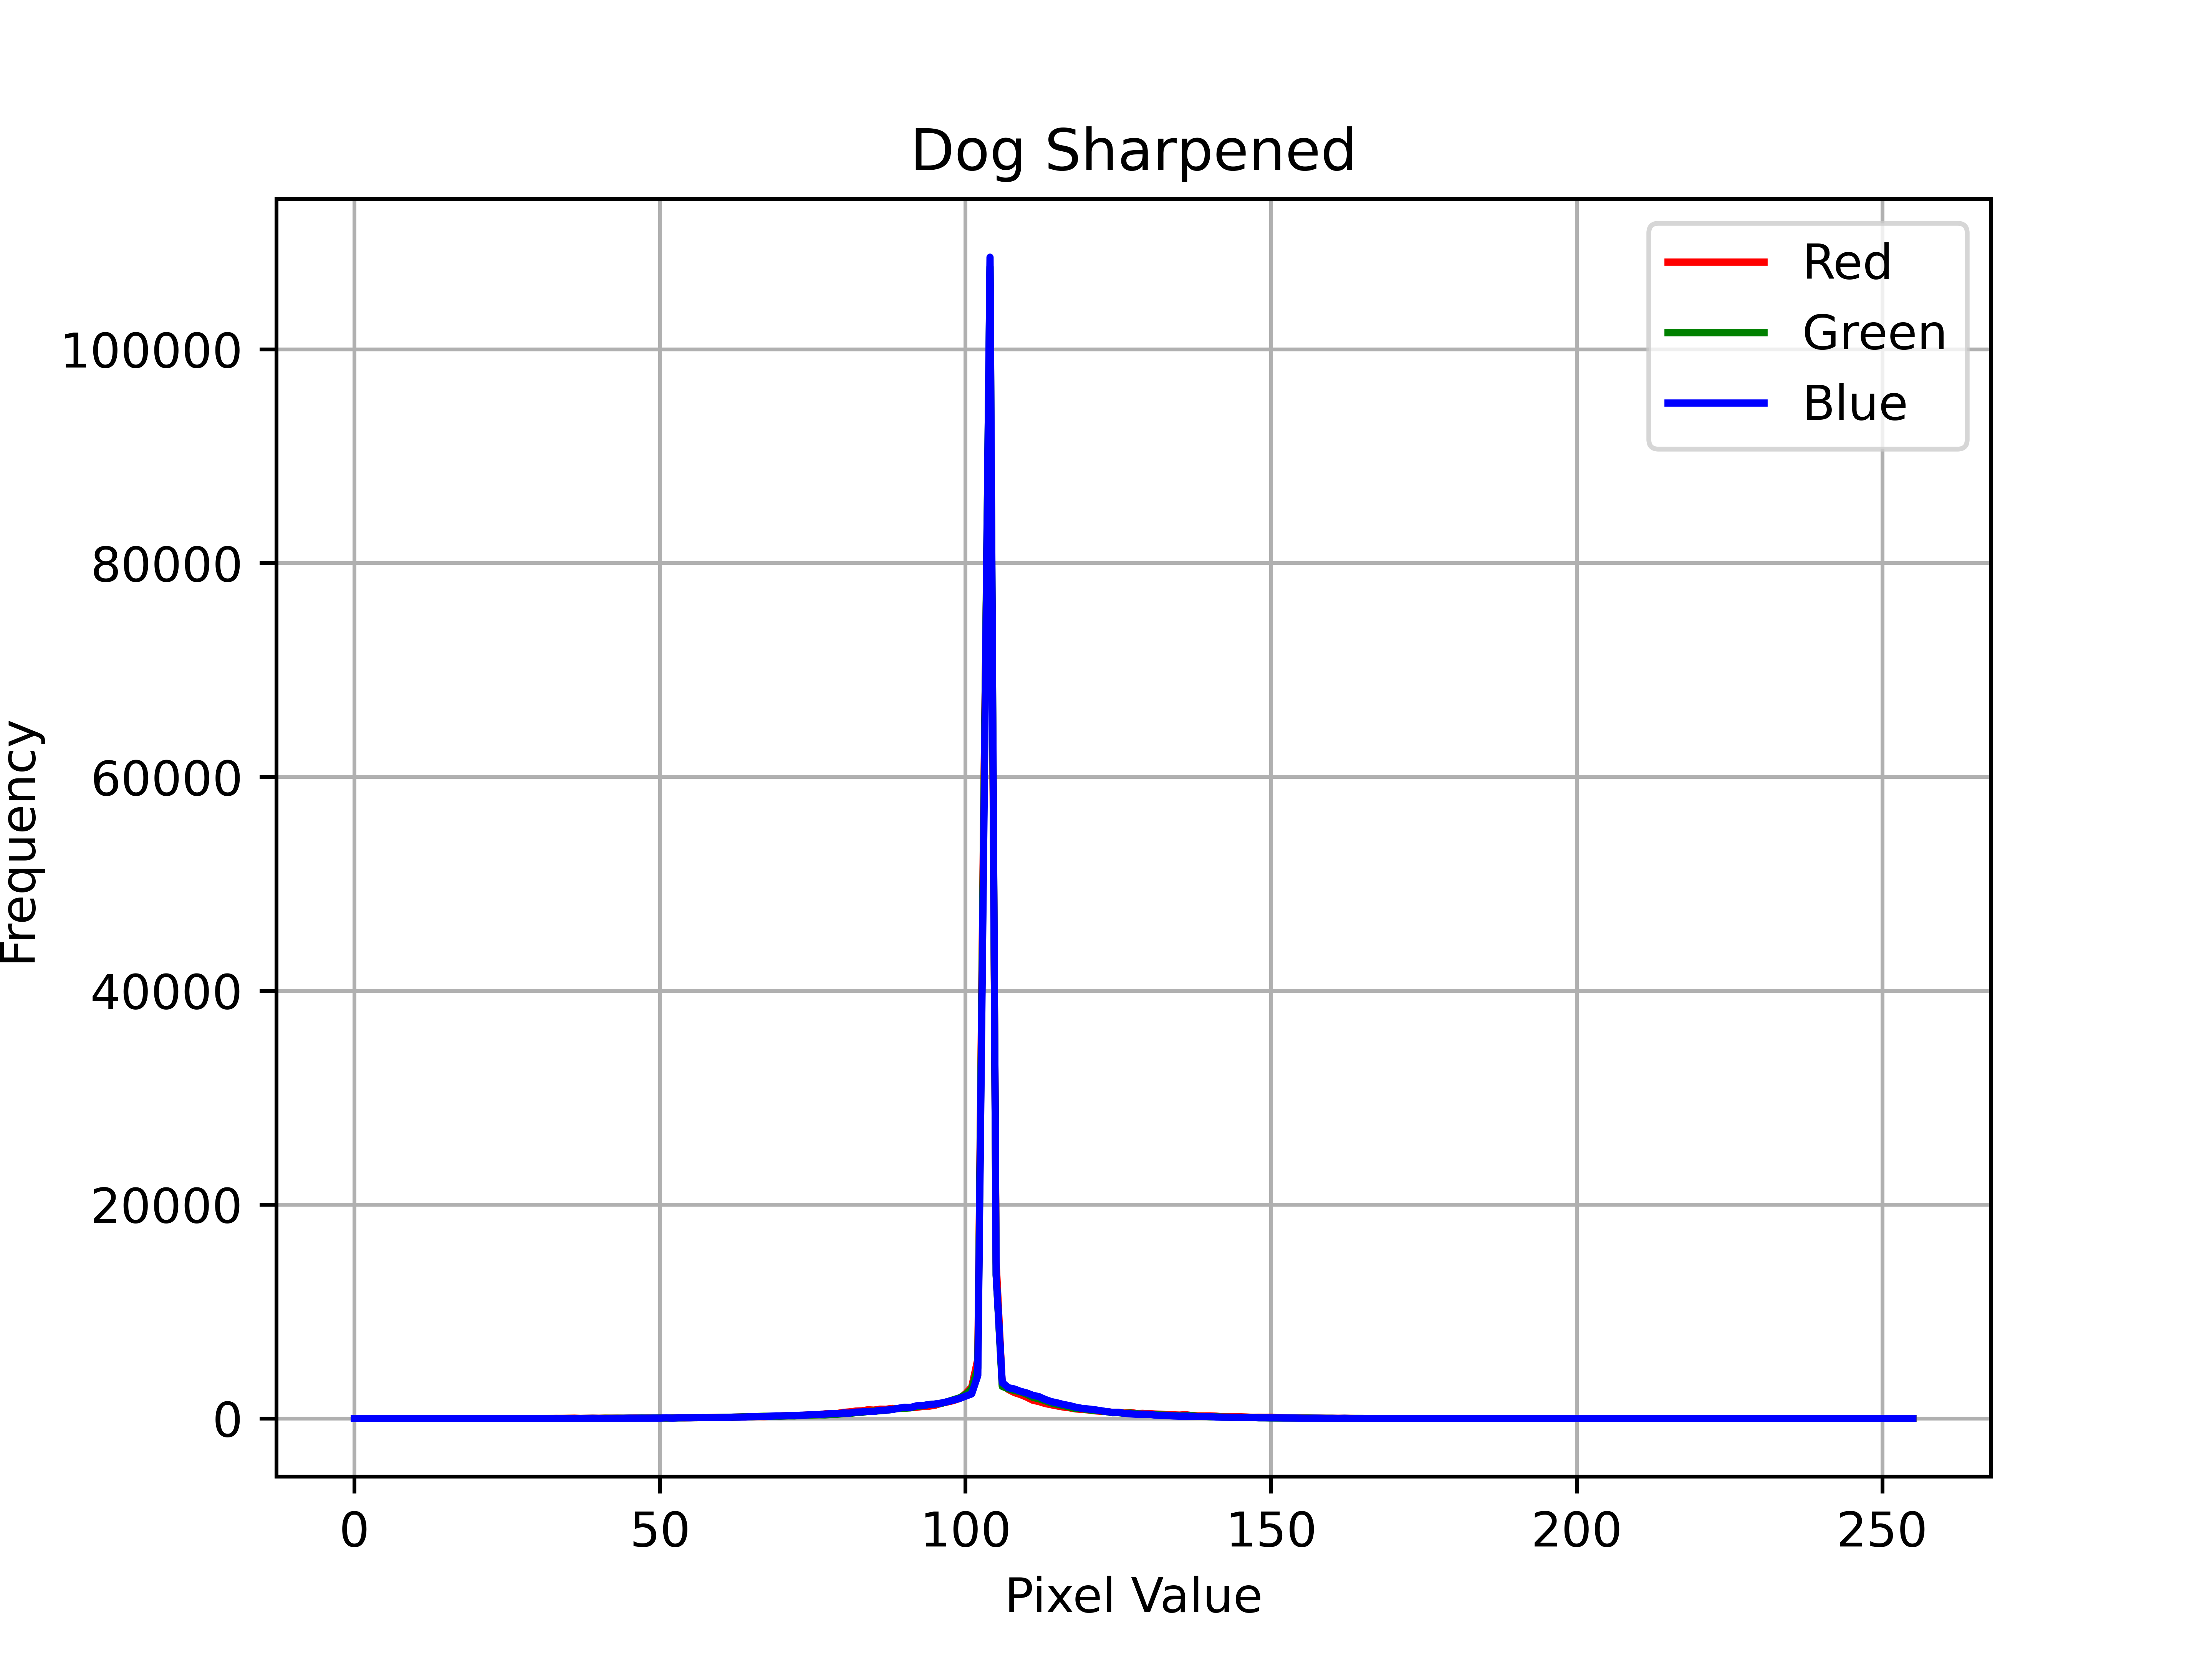 Dog Sharpened
Red
Green
Blue
100000
80000
60000
40000
20000
0
Frequency
0 50 100 150 200 250
Pixel Value